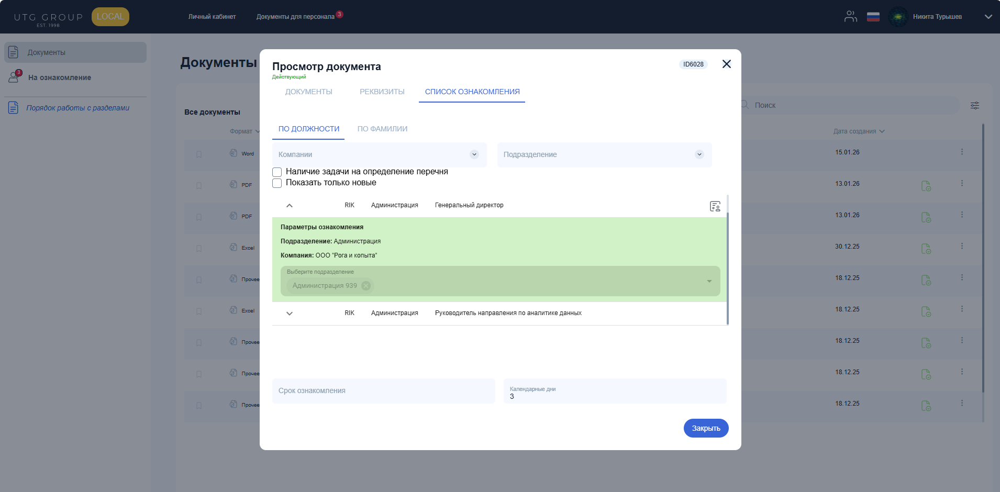 UTG GROUP
EST. 1998
LOCAL
Личный кабинет
Документы для персонала 3
Никита Турышев
Документы
3
На ознакомление
Порядок работы с разделами
Документы
Все документы
Поиск
Формат
Дата создания
Word
15.01.26
PDF
13.01.26
PDF
13.01.26
Excel
30.12.25
Прочее
18.12.25
Excel
18.12.25
Прочее
18.12.25
Прочее
18.12.25
Прочее
18.12.25
Просмотр документа
ID6028
Действующий
ДОКУМЕНТЫ
РЕКВИЗИТЫ
СПИСОК ОЗНАКОМЛЕНИЯ
ПО ДОЛЖНОСТИ
ПО ФАМИЛИИ
Компании
Подразделение
Наличие задачи на определение перечня
Показать только новые
RIK Администрация Генеральный директор
Параметры ознакомления
Подразделение: Администрация
Компания: ООО "Рога и копыта"
Выберите подразделение
Администрация 939
RIK Администрация Руководитель направления по аналитике данных
Срок ознакомления
Календарные дни
3
Закрыть